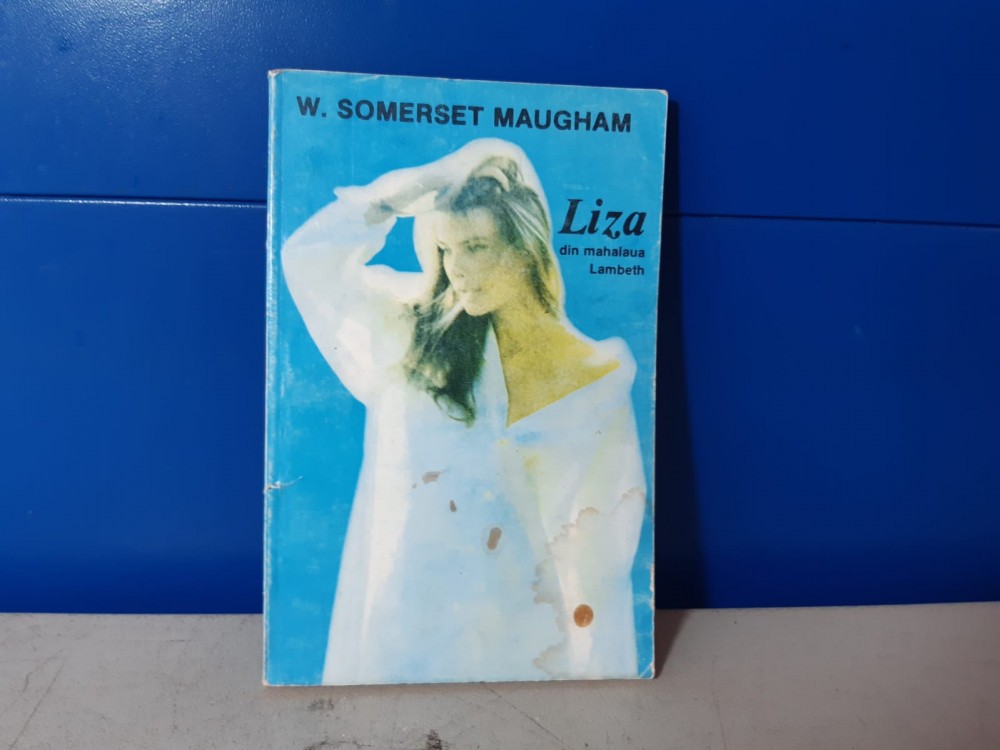 W. SOMERSET MAUGHAM
Liza
din mahalaua
Lambeth